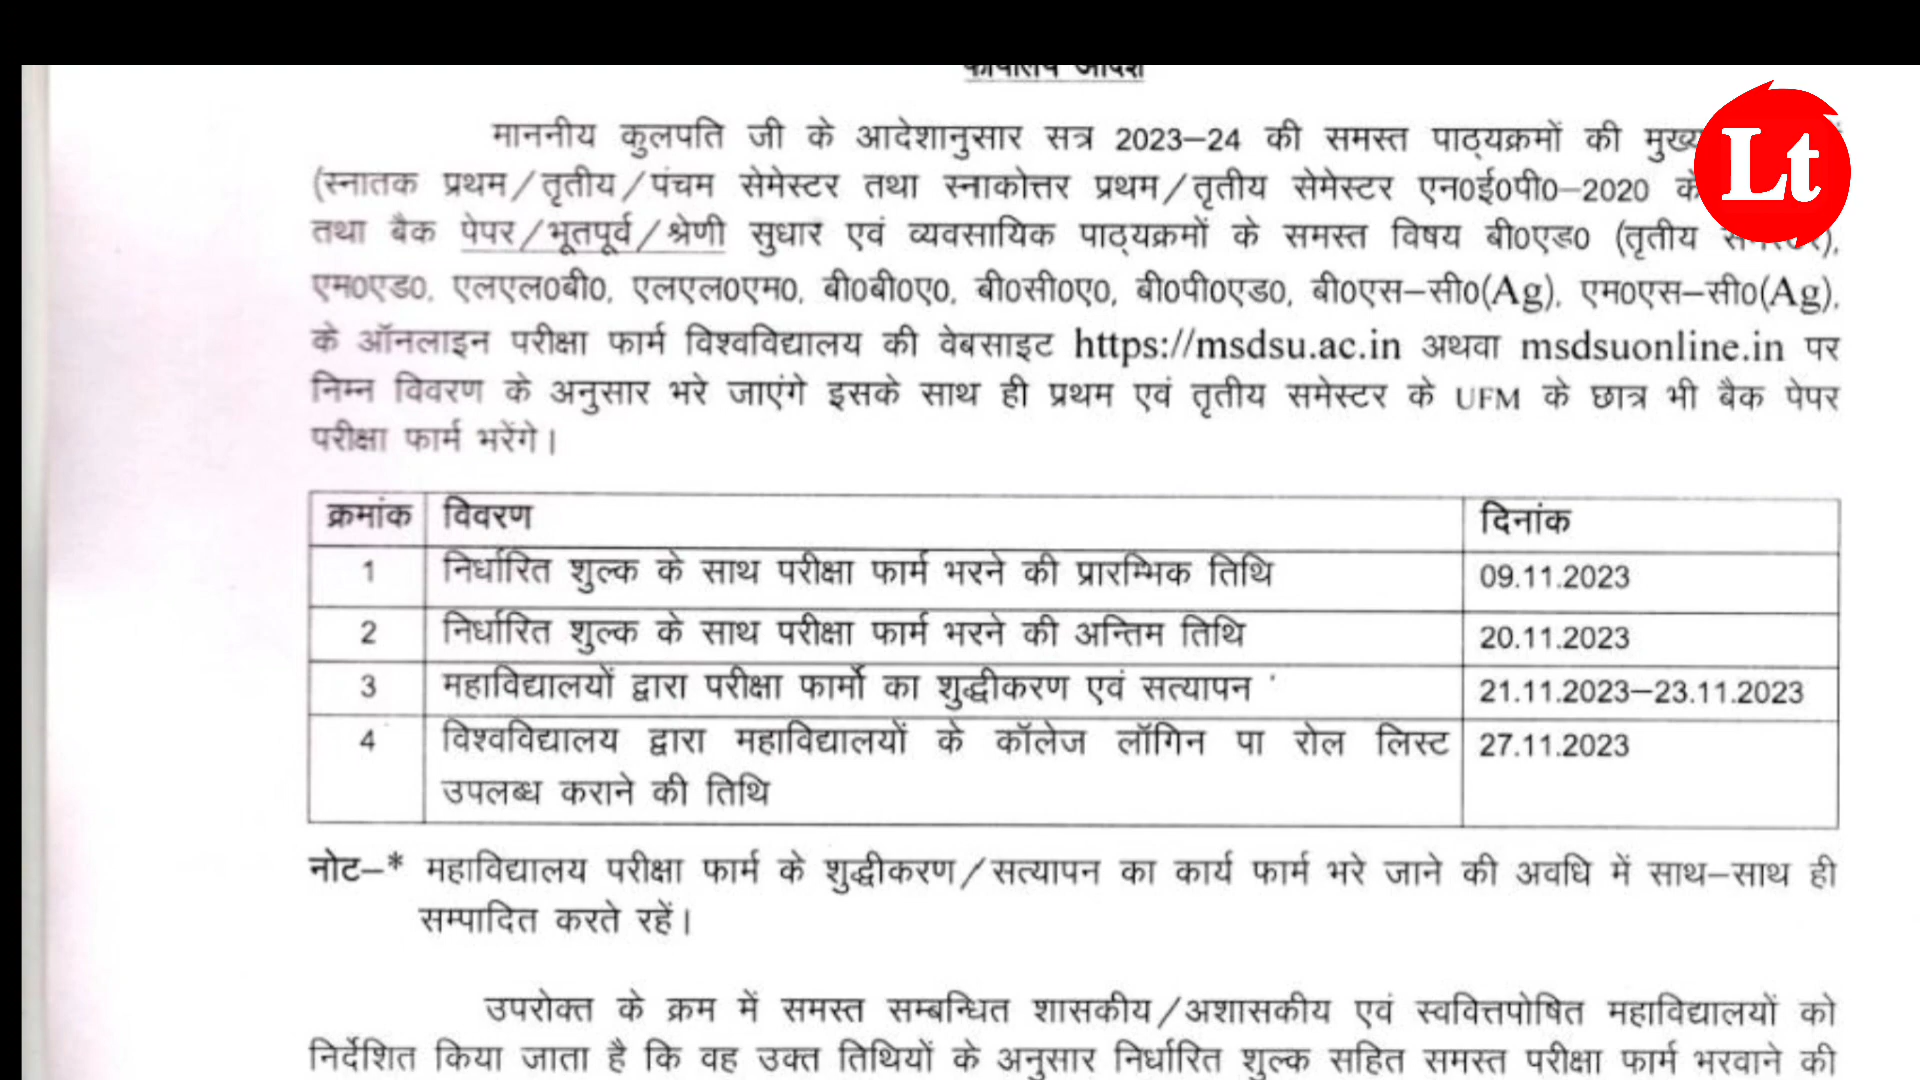 कार्यालय आदेश
Lt
माननीय कुलपति जी के आदेशानुसार सत्र 2023–24 की समस्त पाठ्यक्रमों की
(स्नातक प्रथम/तृतीय/पंचम सेमेस्टर तथा स्नाकोत्तर प्रथम/तृतीय सेमेस्टर एन0ई0पी0–2020
तथा बैक पेपर/भूतपूर्व/श्रेणी सुधार एवं व्यवसायिक पाठ्यक्रमों के समस्त विषय बी0एड0 (तृतीय
एम0एड0, एलएल0बी0, एलएल0एम0, बी0बी0ए0, बी0सी0ए0, बी0पी0एड0, बी0एस–सी0(Ag), एम0एस–सी0(Ag),
के ऑनलाइन परीक्षा फार्म विश्वविद्यालय की वेबसाइट https://msdsu.ac.in अथवा msdsuonline.in पर
निम्न विवरण के अनुसार भरे जाएंगे इसके साथ ही प्रथम एवं तृतीय समेस्टर के UFM के छात्र भी बैक पेपर
परीक्षा फार्म भरेंगे।
क्रमांक विवरण दिनांक
1 निर्धारित शुल्क के साथ परीक्षा फार्म भरने की प्रारम्भिक तिथि 09.11.2023
2 निर्धारित शुल्क के साथ परीक्षा फार्म भरने की अन्तिम तिथि 20.11.2023
3 महाविद्यालयों द्वारा परीक्षा फार्मो का शुद्धीकरण एवं सत्यापन 21.11.2023–23.11.2023
4 विश्वविद्यालय द्वारा महाविद्यालयों के कॉलेज लॉगिन पा रोल लिस्ट 27.11.2023
उपलब्ध कराने की तिथि
नोट–* महाविद्यालय परीक्षा फार्म के शुद्धीकरण/सत्यापन का कार्य फार्म भरे जाने की अवधि में साथ–साथ ही
सम्पादित करते रहें।
उपरोक्त के क्रम में समस्त सम्बन्धित शासकीय/अशासकीय एवं स्ववित्तपोषित महाविद्यालयों को
निर्देशित किया जाता है कि वह उक्त तिथियों के अनुसार निर्धारित शुल्क सहित समस्त परीक्षा फार्म भरवाने की